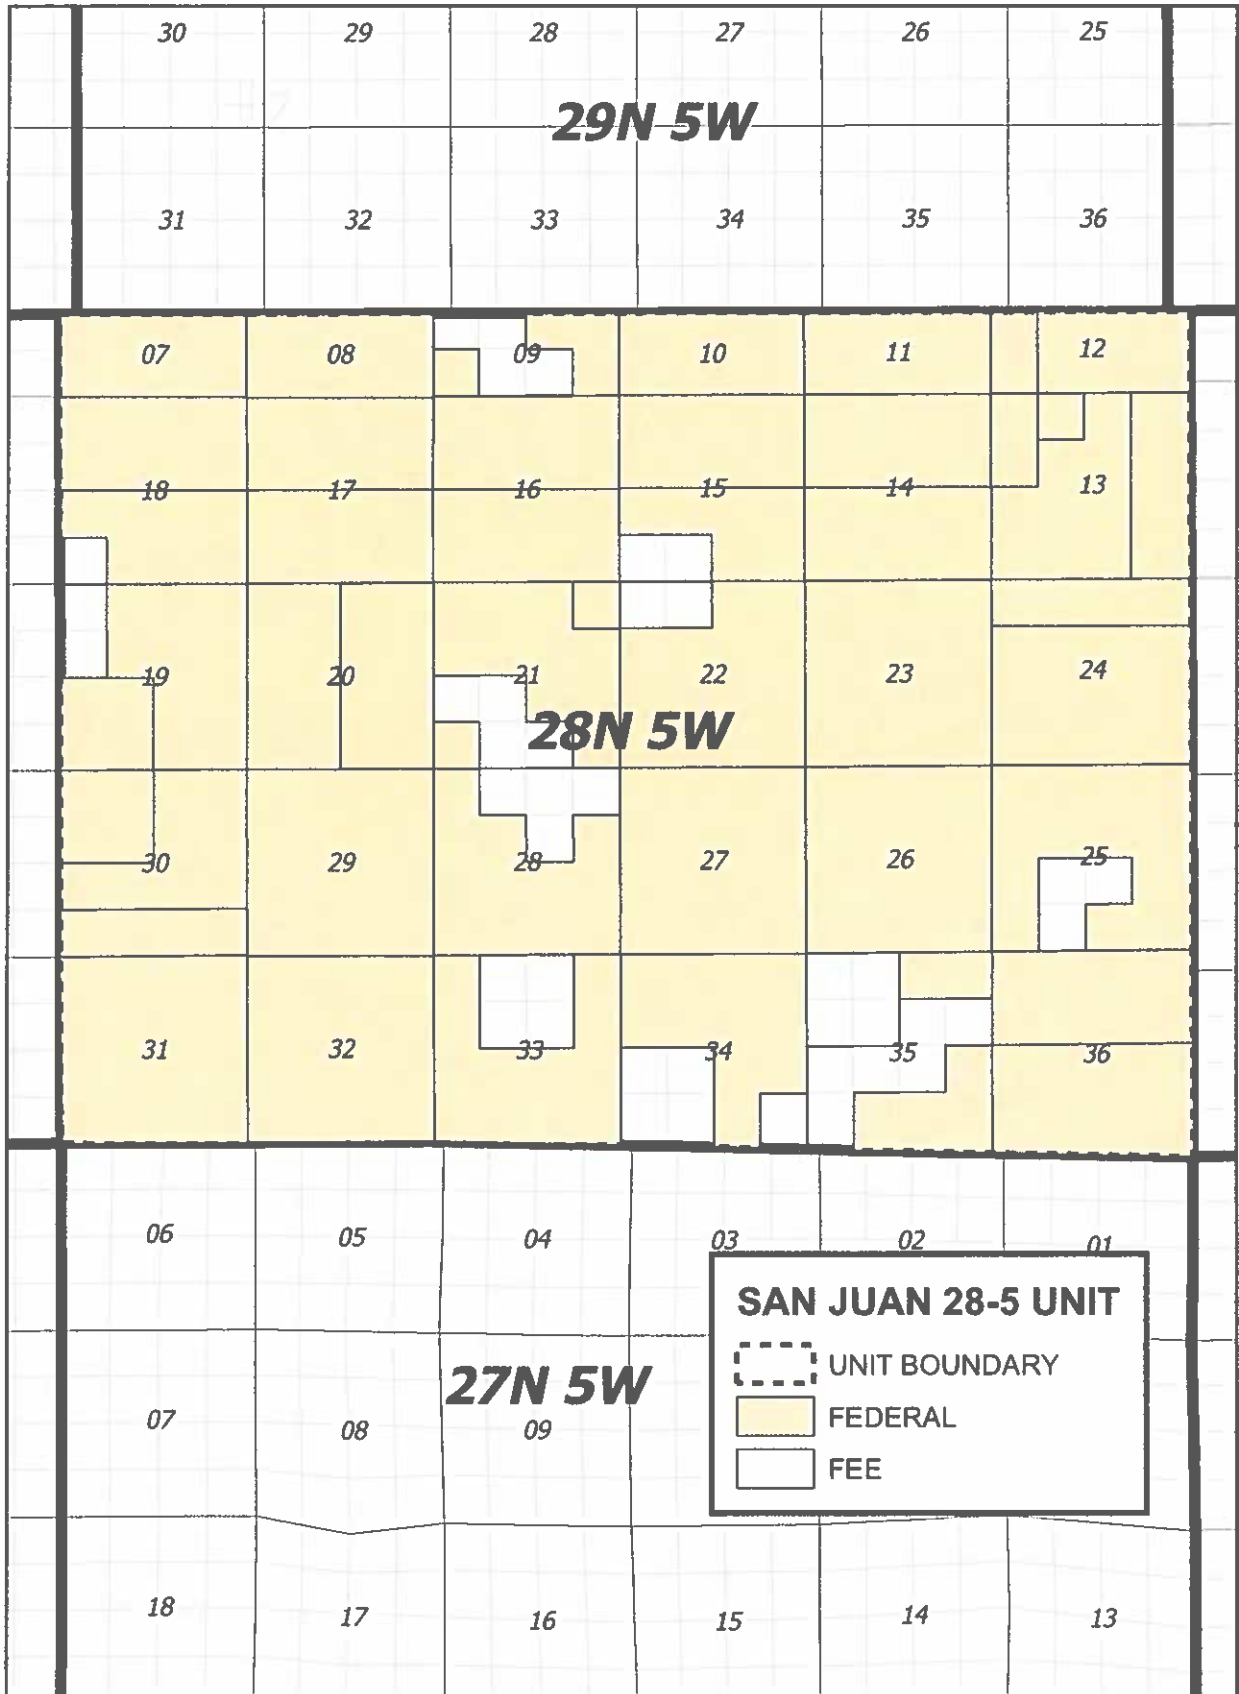 30 29 28 27 26 25
29N 5W
31 32 33 34 35 36
07 08 09 10 11 12
18 17 16 15 14 13
19 20 21 22 23 24
28N 5W
30 29 28 27 26 25
31 32 33 34 35 36
06 05 04 03 02 01
SAN JUAN 28-5 UNIT
UNIT BOUNDARY
FEDERAL
FEE
27N 5W
07 08 09
18 17 16 15 14 13